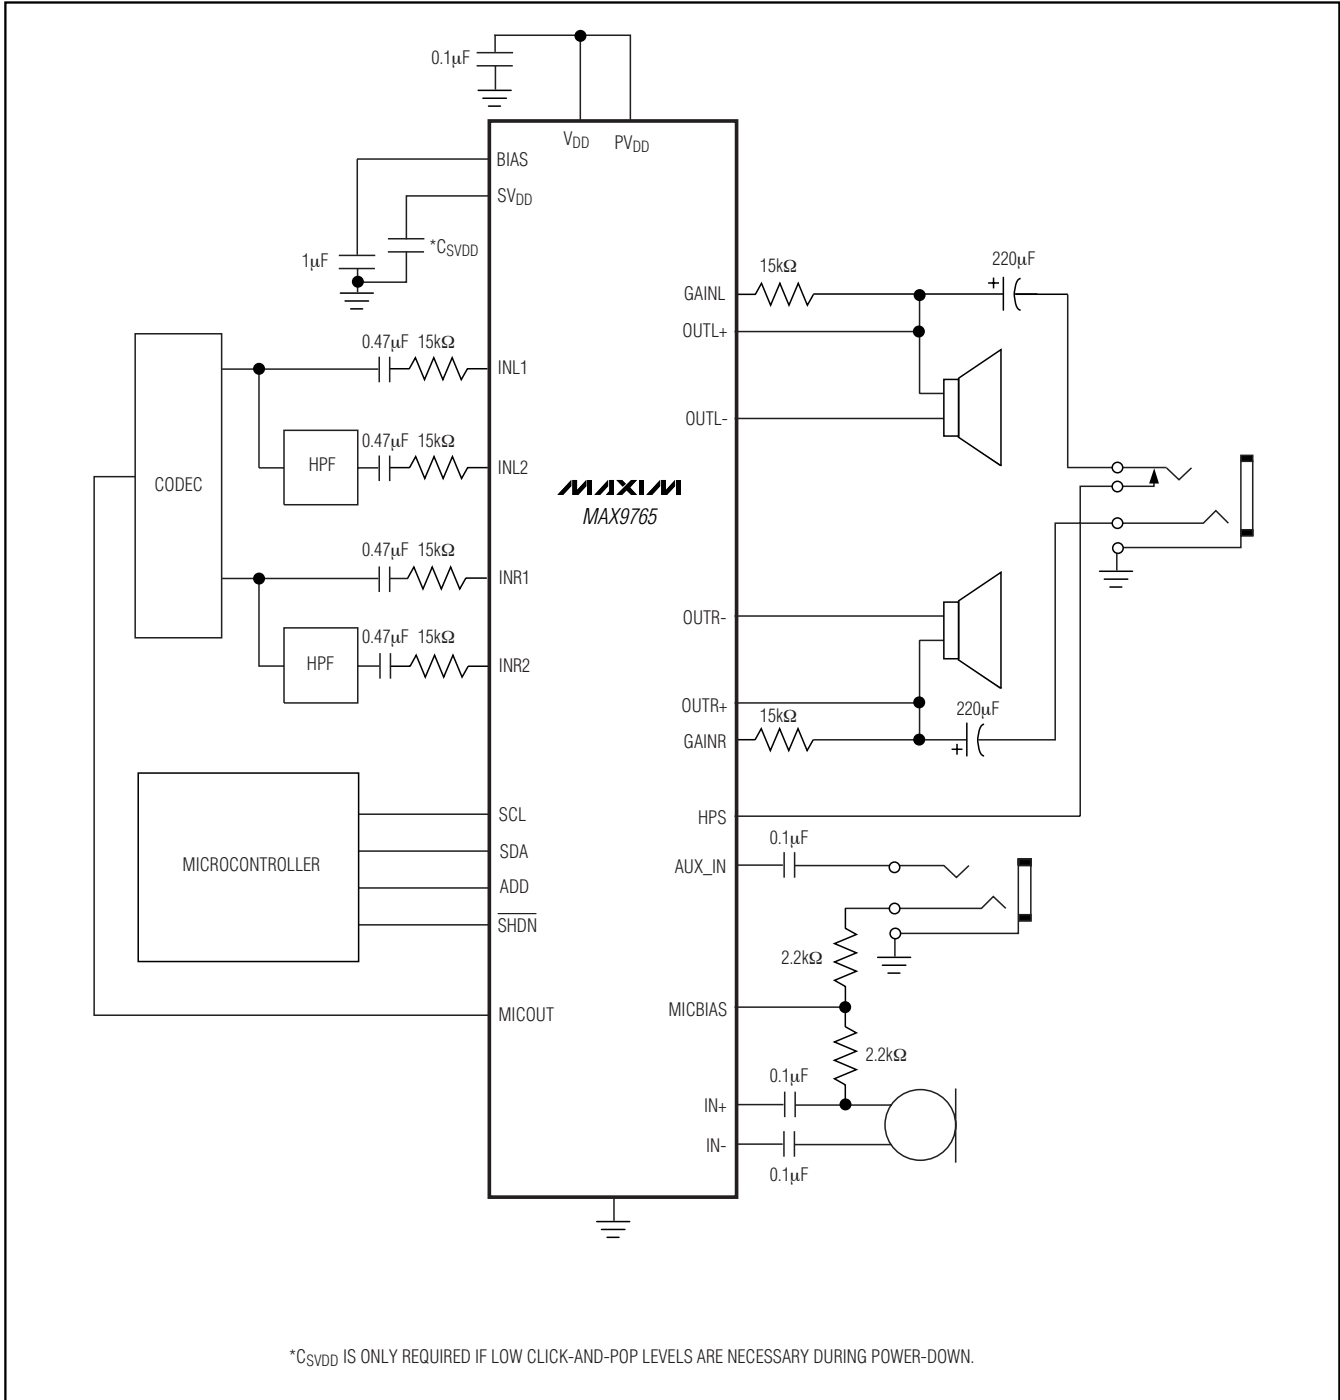 0.1µF
VDD
PVDD
BIAS
SVDD
*CSVDD
1µF
15kΩ
220µF
+
GAINL
OUTL+
0.47µF 15kΩ
INL1
OUTL-
0.47µF 15kΩ
HPF
INL2
CODEC
MAXIM
MAX9765
0.47µF 15kΩ
INR1
OUTR-
0.47µF 15kΩ
HPF
INR2
OUTR+
15kΩ
220µF
+
GAINR
SCL
HPS
0.1µF
SDA
MICROCONTROLLER
AUX_IN
ADD
SHDN
2.2kΩ
MICOUT
MICBIAS
2.2kΩ
0.1µF
IN+
IN-
0.1µF
*CSVDD IS ONLY REQUIRED IF LOW CLICK-AND-POP LEVELS ARE NECESSARY DURING POWER-DOWN.